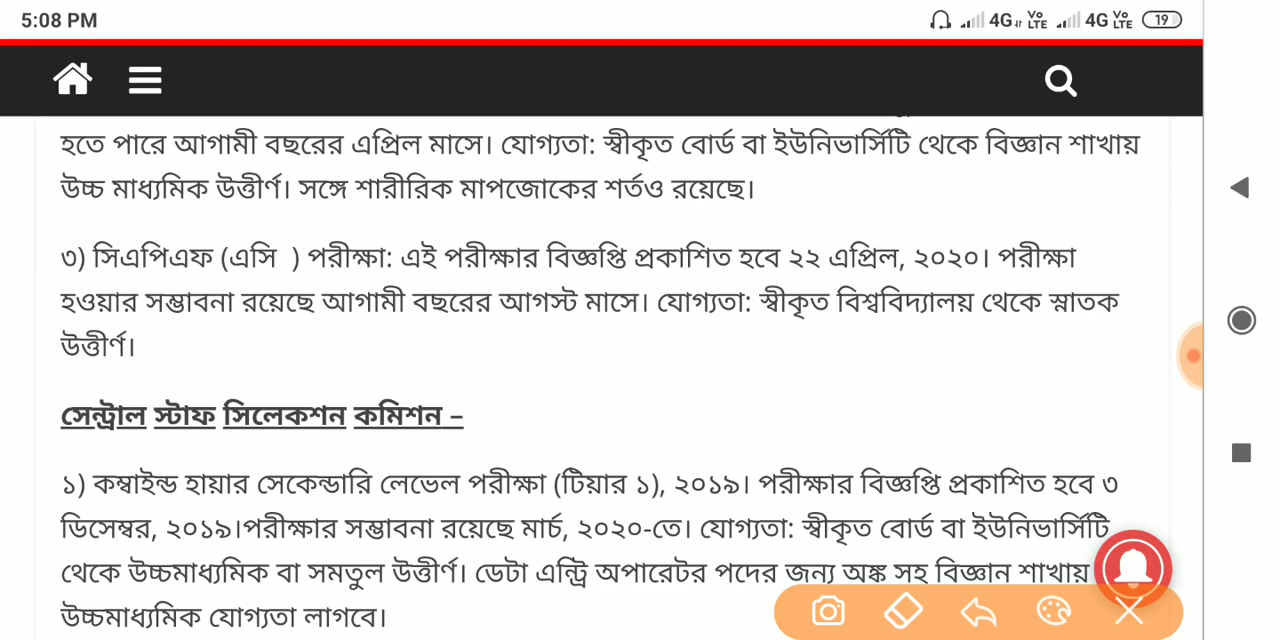 5:08 PM 4G Vo LTE 4G Vo LTE 19
হতে পারে আগামী বছরের এপ্রিল মাসে। যোগ্যতা: স্বীকৃত বোর্ড বা ইউনিভার্সিটি থেকে বিজ্ঞান শাখায়
উচ্চ মাধ্যমিক উত্তীর্ণ। সঙ্গে শারীরিক মাপজোকের শর্তও রয়েছে।
৩) সিএপিএফ (এসি ) পরীক্ষা: এই পরীক্ষার বিজ্ঞপ্তি প্রকাশিত হবে ২২ এপ্রিল, ২০২০। পরীক্ষা
হওয়ার সম্ভাবনা রয়েছে আগামী বছরের আগস্ট মাসে। যোগ্যতা: স্বীকৃত বিশ্ববিদ্যালয় থেকে স্নাতক
উত্তীর্ণ।
সেন্ট্রাল স্টাফ সিলেকশন কমিশন –
১) কম্বাইন্ড হায়ার সেকেন্ডারি লেভেল পরীক্ষা (টিয়ার ১), ২০১৯। পরীক্ষার বিজ্ঞপ্তি প্রকাশিত হবে ৩
ডিসেম্বর, ২০১৯।পরীক্ষার সম্ভাবনা রয়েছে মার্চ, ২০২০-তে। যোগ্যতা: স্বীকৃত বোর্ড বা ইউনিভার্সিটি
থেকে উচ্চমাধ্যমিক বা সমতুল উত্তীর্ণ। ডেটা এন্ট্রি অপারেটর পদের জন্য অঙ্ক সহ বিজ্ঞান শাখায়
উচ্চমাধ্যমিক যোগ্যতা লাগবে।